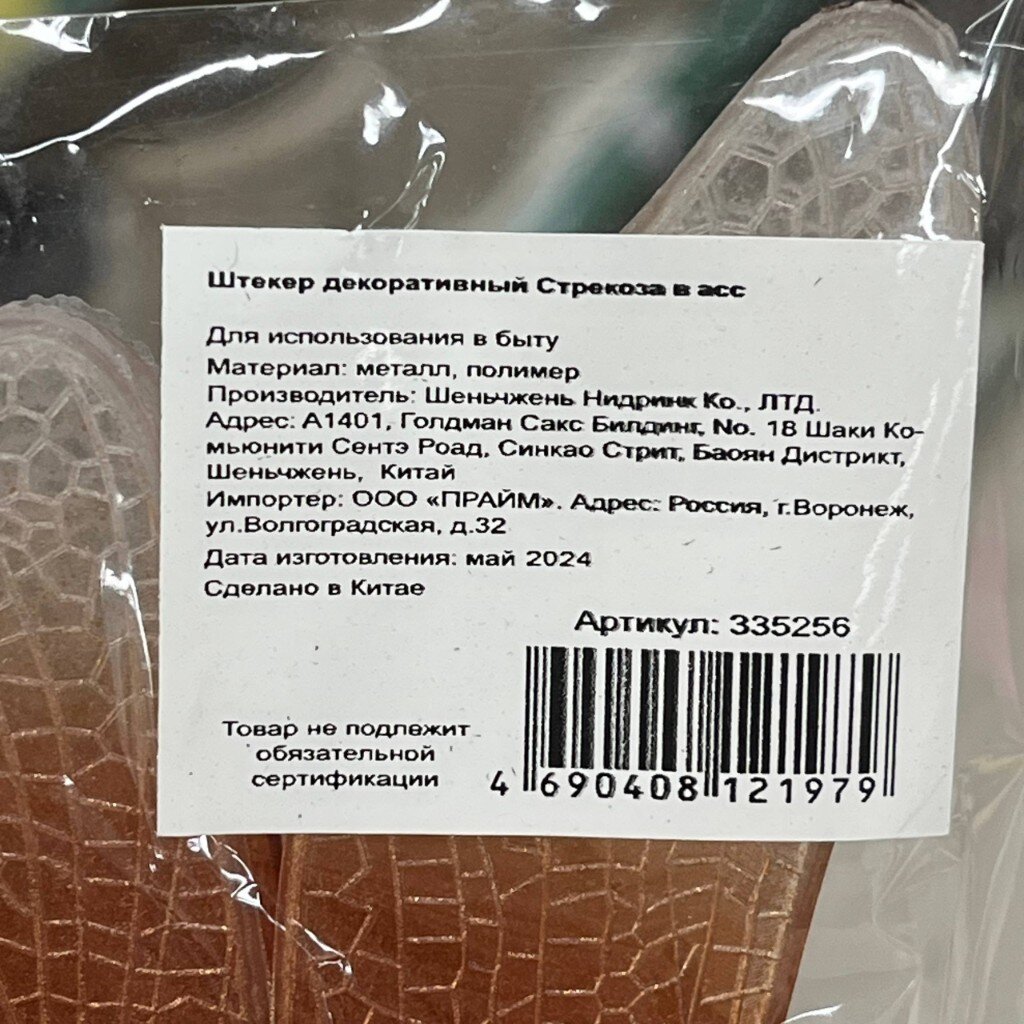 Штекер декоративный Стрекоза в асс
Для использования в быту
Материал: металл, полимер
Производитель: Шеньчжень Нидринк Ко., ЛТД.
Адрес: А1401, Голдман Сакс Билдинг, No. 18 Шаки Ко-
мьюнити Сентэ Роад, Синкао Стрит, Баоян Дистрикт,
Шеньчжень, Китай
Импортер: ООО «ПРАЙМ». Адрес: Россия, г.Воронеж,
ул.Волгоградская, д.32
Дата изготовления: май 2024
Сделано в Китае
Артикул: 335256
Товар не подлежит
обязательной
сертификации
4 690408 121979